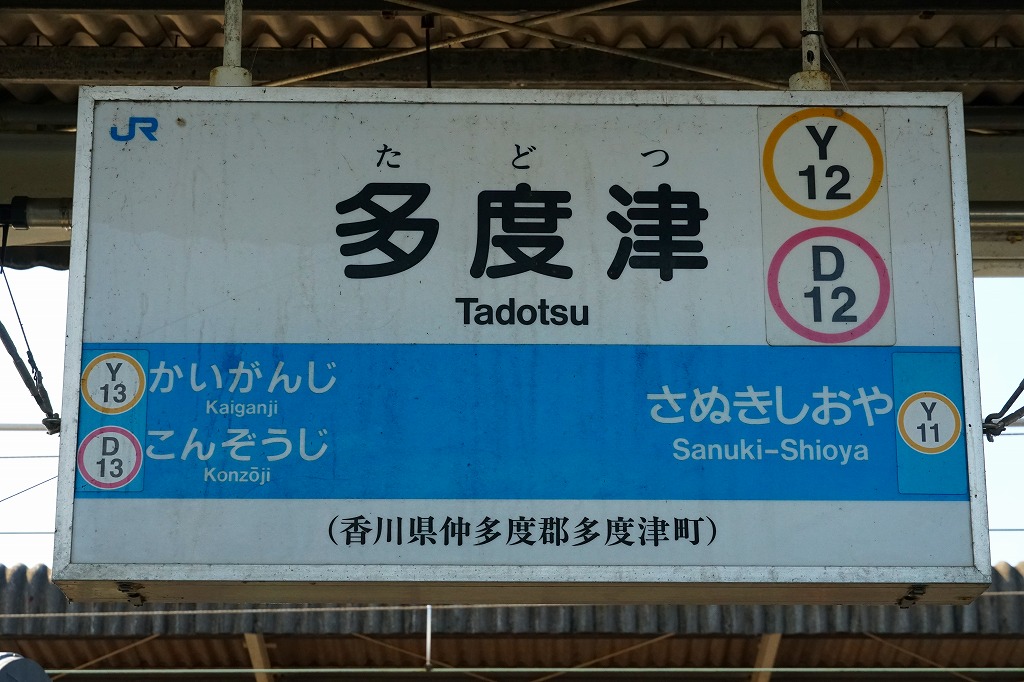 JR
たどつ
多度津
Tadotsu
Y
12
D
12
Y
13
かいがんじ
Kaiganji
D
13
こんぞうじ
Konzōji
さぬきしおや
Sanuki-Shioya
Y
11
(香川県仲多度郡多度津町)